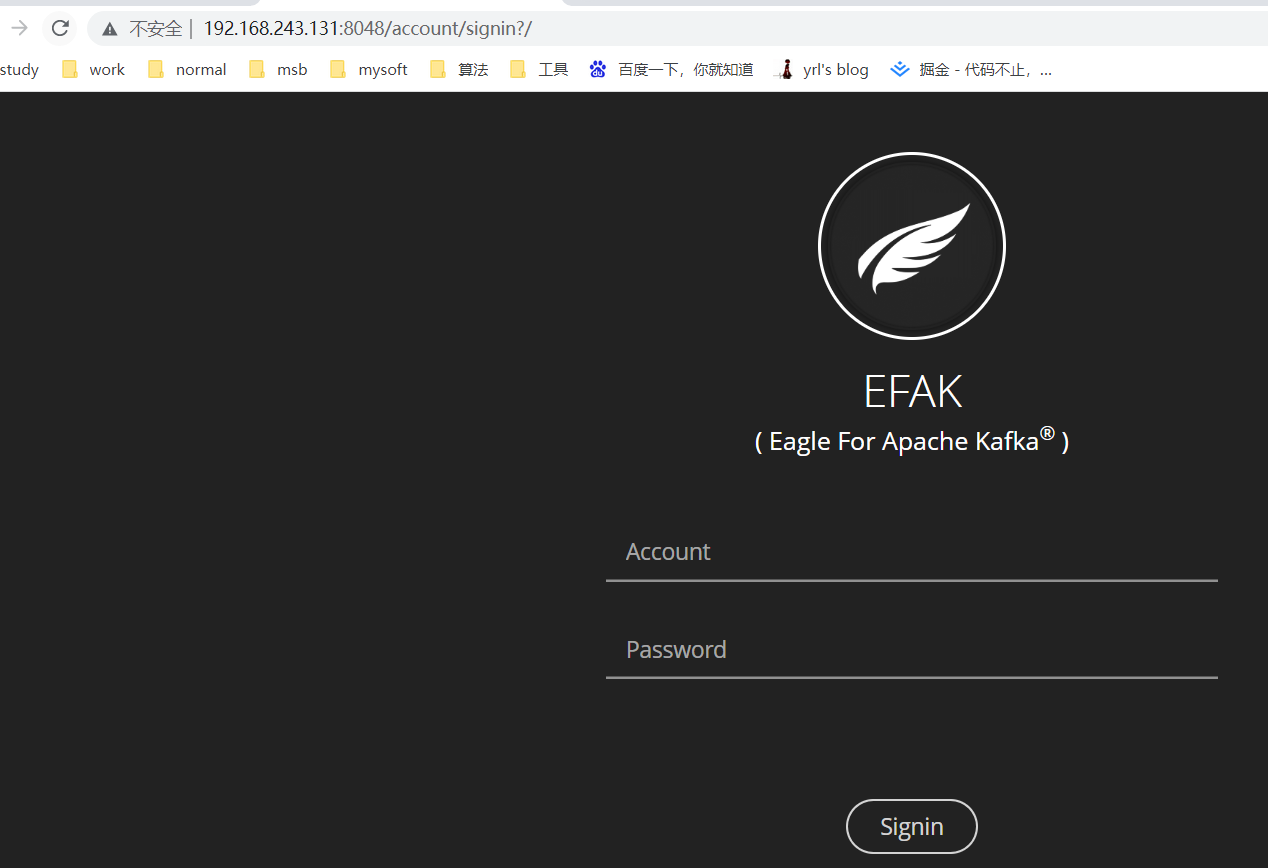 不安全 | 192.168.243.131:8048/account/signin?/
study work normal msb mysoft 算法 工具 百度一下，你就知道 yrl's blog 掘金 - 代码不止，...
EFAK
( Eagle For Apache Kafka® )
Account
Password
Signin